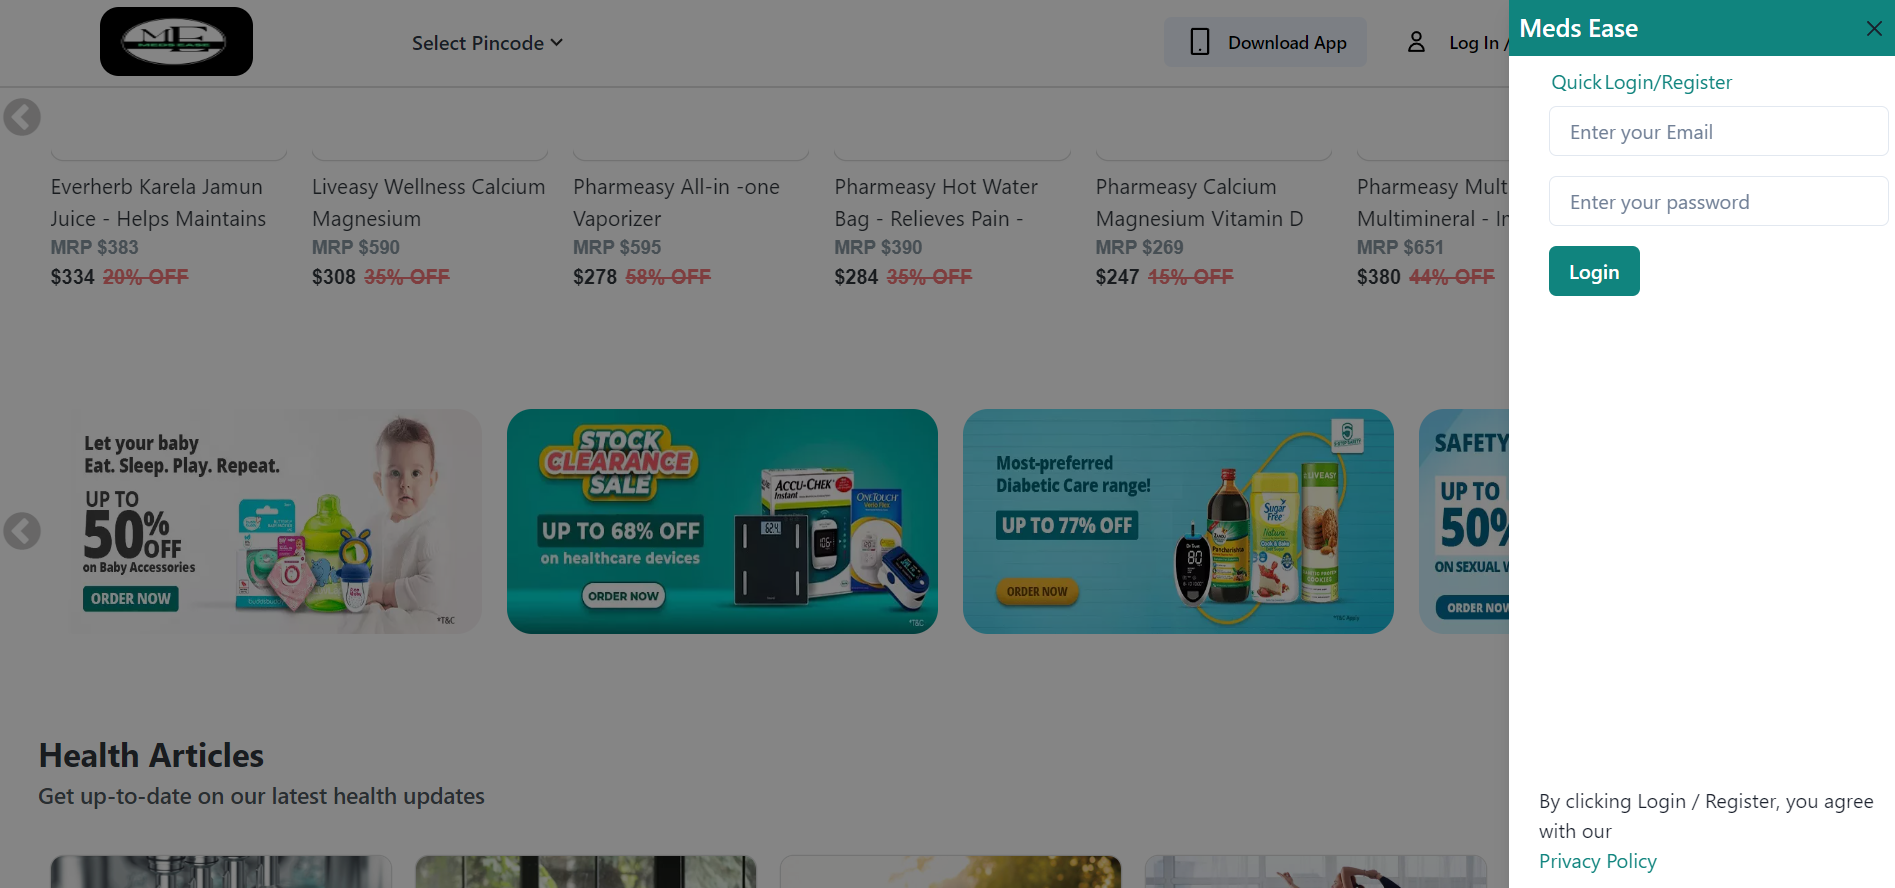 ME
MEDS EASE
Select Pincode
Download App
Log In /
Everherb Karela Jamun
Juice - Helps Maintains
MRP $383
$334 20% OFF
Liveasy Wellness Calcium
Magnesium
MRP $590
$308 35% OFF
Pharmeasy All-in -one
Vaporizer
MRP $595
$278 58% OFF
Pharmeasy Hot Water
Bag - Relieves Pain -
MRP $390
$284 35% OFF
Pharmeasy Calcium
Magnesium Vitamin D
MRP $269
$247 15% OFF
Pharmeasy Mult
Multimineral - Ir
MRP $651
$380 44% OFF
Let your baby
Eat. Sleep. Play. Repeat.
UP TO
50%
OFF
on Baby Accessories
ORDER NOW
*T&C
STOCK
CLEARANCE
SALE
UP TO 68% OFF
on healthcare devices
ORDER NOW
ACCU-CHEK
Instant
ONETOUCH
Verio Flex
*T&C
Most-preferred
Diabetic Care range!
UP TO 77% OFF
ORDER NOW
80
Pancharishta
Sugar
Free
Natura
LIVEASY
COOKIES
*T&C Apply
SAFETY
UP TO
50%
ON SEXUAL W
ORDER NOW
Health Articles
Get up-to-date on our latest health updates
Meds Ease
Quick Login/Register
Enter your Email
Enter your password
Login
By clicking Login / Register, you agree
with our
Privacy Policy